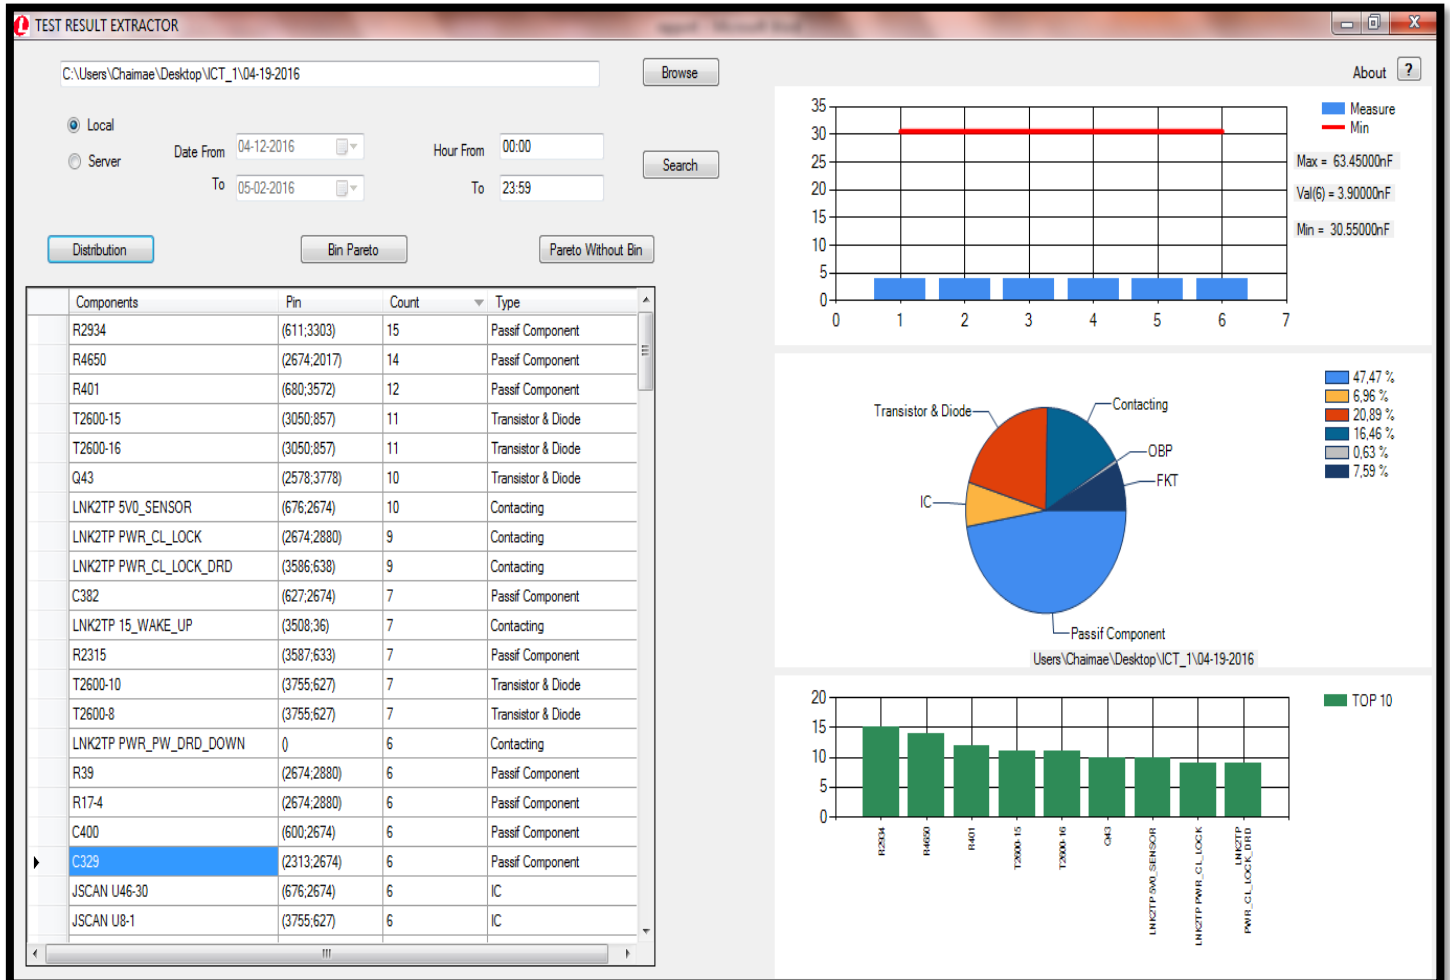 TEST RESULT EXTRACTOR
C:\Users\Chaimae\Desktop\ICT_1\04-19-2016
Browse
About ?
Local
Server
Date From 04-12-2016
To 05-02-2016
Hour From 00:00
To 23:59
Search
Distribution
Bin Pareto
Pareto Without Bin
Components Pin Count Type
R2934 (611;3303) 15 Passif Component
R4650 (2674;2017) 14 Passif Component
R401 (680;3572) 12 Passif Component
T2600-15 (3050;857) 11 Transistor & Diode
T2600-16 (3050;857) 11 Transistor & Diode
Q43 (2578;3778) 10 Transistor & Diode
LNK2TP 5V0_SENSOR (676;2674) 10 Contacting
LNK2TP PWR_CL_LOCK (2674;2880) 9 Contacting
LNK2TP PWR_CL_LOCK_DRD (3586;638) 9 Contacting
C382 (627;2674) 7 Passif Component
LNK2TP 15_WAKE_UP (3508;36) 7 Contacting
R2315 (3587;633) 7 Passif Component
T2600-10 (3755;627) 7 Transistor & Diode
T2600-8 (3755;627) 7 Transistor & Diode
LNK2TP PWR_PW_DRD_DOWN () 6 Contacting
R39 (2674;2880) 6 Passif Component
R17-4 (2674;2880) 6 Passif Component
C400 (600;2674) 6 Passif Component
C329 (2313;2674) 6 Passif Component
JSCAN U46-30 (676;2674) 6 IC
JSCAN U8-1 (3755;627) 6 IC
35
30
25
20
15
10
5
0
0 1 2 3 4 5 6 7
Measure
Min
Max = 63.45000nF
Val(6) = 3.90000nF
Min = 30.55000nF
Transistor & Diode
Contacting
OBP
FKT
IC
Passif Component
Users\Chaimae\Desktop\ICT_1\04-19-2016
47,47 %
6,96 %
20,89 %
16,46 %
0,63 %
7,59 %
20
15
10
5
0
R2934
R4650
R401
T2600-15
T2600-16
Q43
LNK2TP 5V0_SENSOR
LNK2TP PWR_CL_LOCK
LNK2TP
PWR_CL_LOCK_DRD
TOP 10